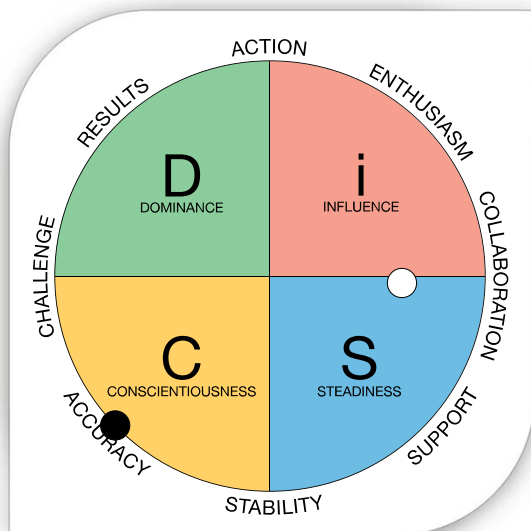 ACTION
RESULTS
ENTHUSIASM
D
DOMINANCE
i
INFLUENCE
CHALLENGE
COLLABORATION
C
CONSCIENTIOUSNESS
S
STEADINESS
ACCURACY
SUPPORT
STABILITY